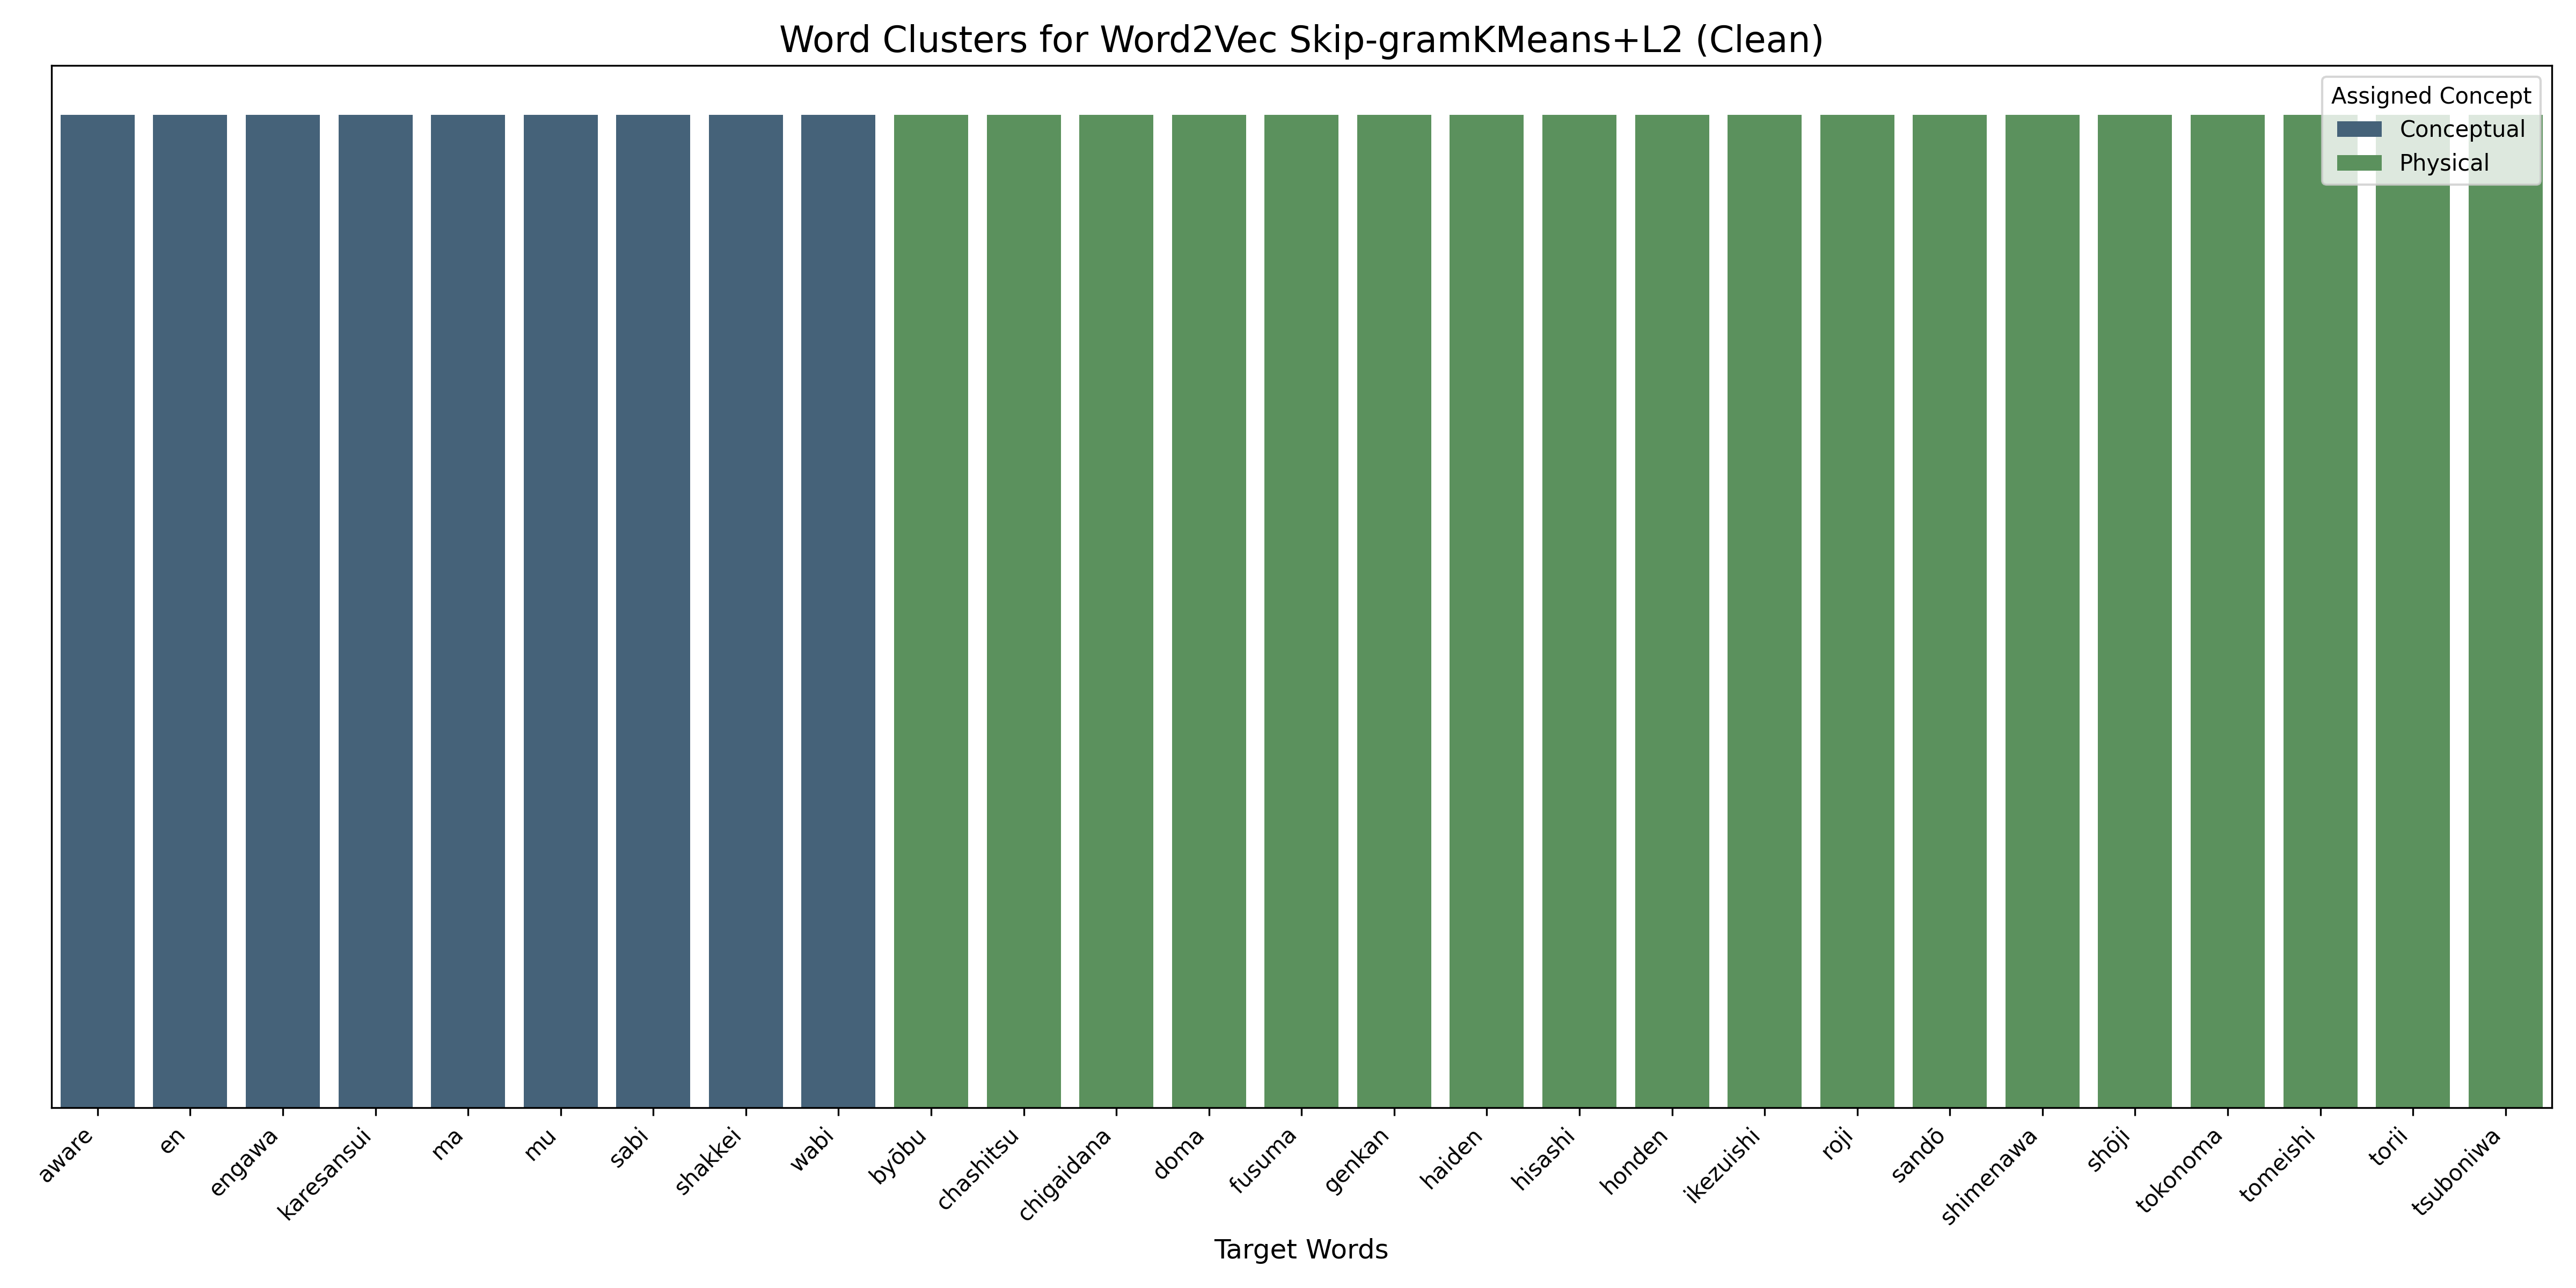 Word Clusters for Word2Vec Skip-gramKMeans+L2 (Clean)
Assigned Concept
Conceptual
Physical
aware
en
engawa
karesansui
ma
mu
sabi
shakkei
wabi
byōbu
chashitsu
chigaidana
doma
fusuma
genkan
haiden
hisashi
honden
ikezuishi
roji
sandō
shimenawa
shōji
tokonoma
tomeishi
torii
tsuboniwa
Target Words